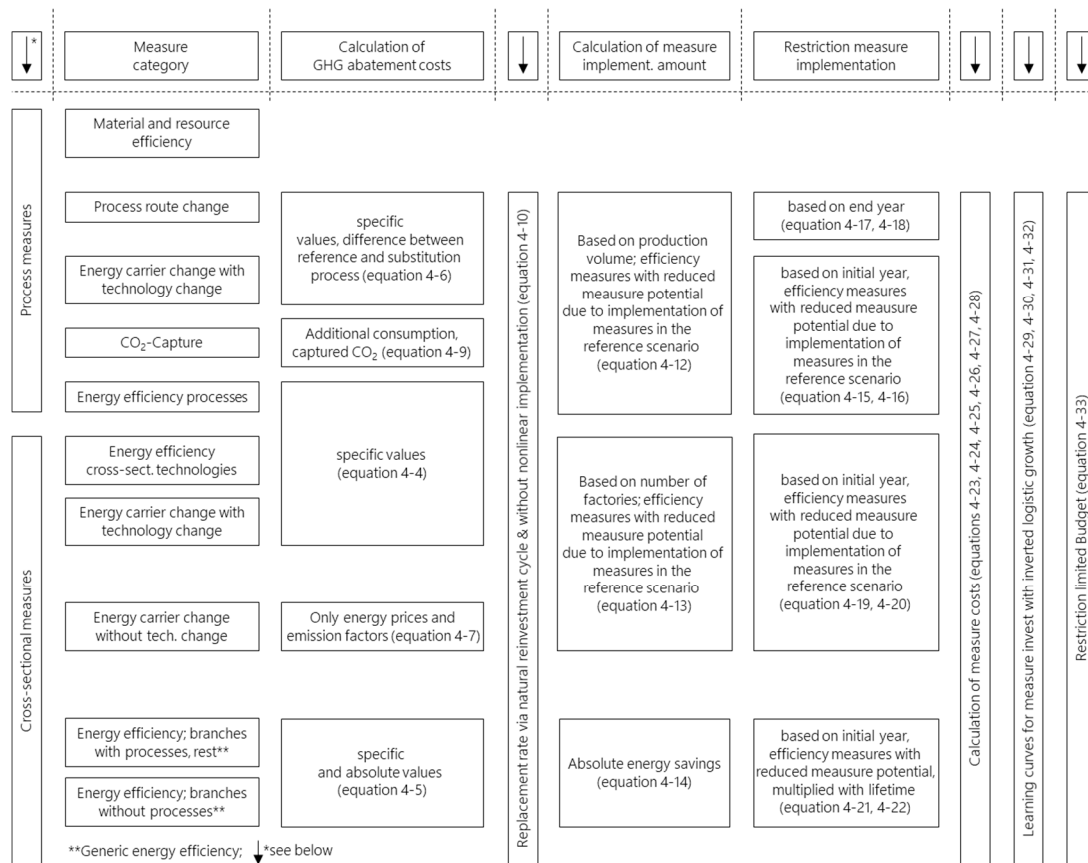 *
Measure
category
Calculation of
GHG abatement costs
Calculation of measure
implement. amount
Restriction measure
implementation
Process measures
Material and resource
efficiency
Process route change
Energy carrier change with
technology change
CO₂-Capture
Energy efficiency processes
specific
values, difference between
reference and substitution
process (equation 4-6)
Additional consumption,
captured CO₂ (equation 4-9)
Cross-sectional measures
Energy efficiency
cross-sect. technologies
Energy carrier change with
technology change
specific values
(equation 4-4)
Energy carrier change
without tech. change
Only energy prices and
emission factors (equation 4-7)
Energy efficiency; branches
with processes, rest**
Energy efficiency; branches
without processes**
specific
and absolute values
(equation 4-5)
Replacement rate via natural reinvestment cycle & without nonlinear implementation (equation 4-10)
Based on production
volume; efficiency
measures with reduced
meausure potential
due to implementation of
measures in the
reference scenario
(equation 4-12)
Based on number of
factories; efficiency
measures with reduced
meausure potential
due to implementation of
measures in the
reference scenario
(equation 4-13)
Absolute energy savings
(equation 4-14)
based on end year
(equation 4-17, 4-18)
based on initial year,
efficiency measures
with reduced meausure
potential due to
implementation of
measures in the
reference scenario
(equation 4-15, 4-16)
based on initial year,
efficiency measures
with reduced meausure
potential due to
implementation of
measures in the
reference scenario
(equation 4-19, 4-20)
based on initial year,
efficiency measures with
reduced meausure potential,
multiplied with lifetime
(equation 4-21, 4-22)
Calculation of measure costs (equations 4-23, 4-24, 4-25, 4-26, 4-27, 4-28)
Learning curves for measure invest with inverted logistic growth (equation 4-29, 4-30, 4-31, 4-32)
Restriction limited Budget (equation 4-33)
**Generic energy efficiency; *see below